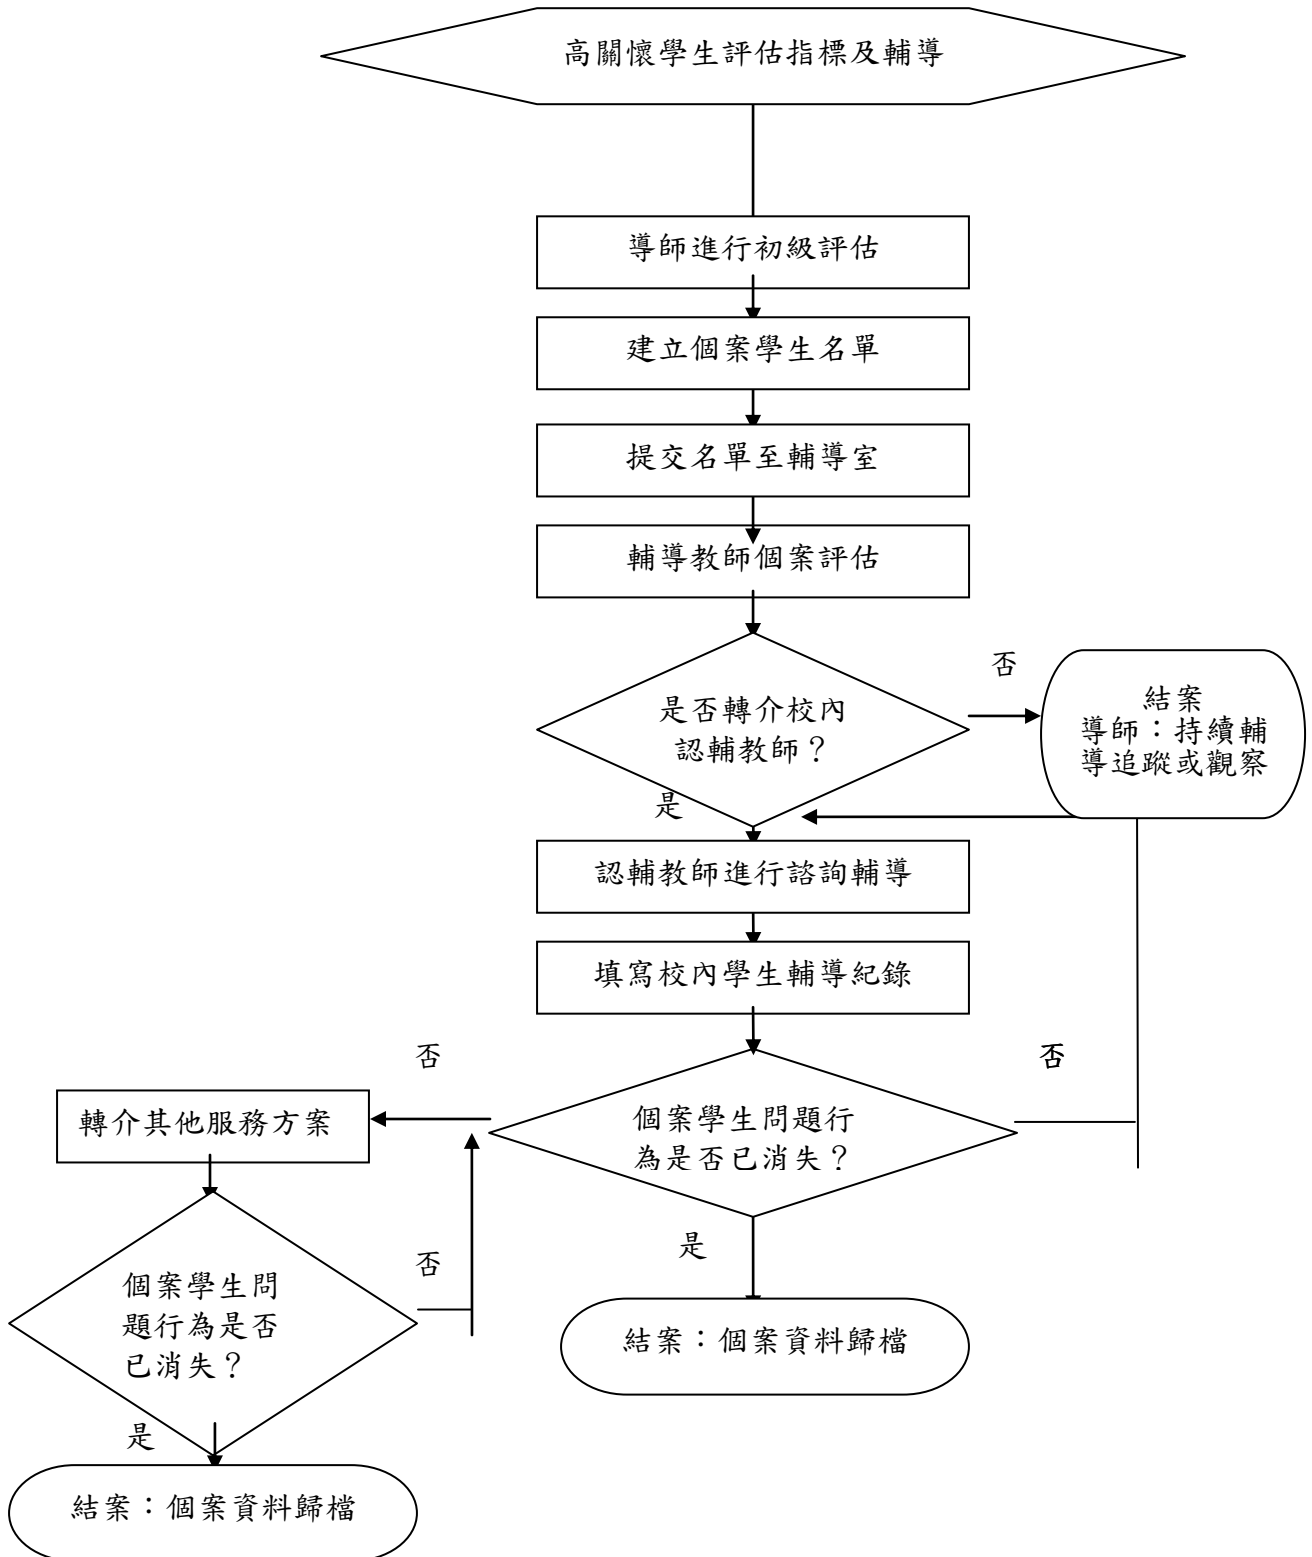 高關懷學生評估指標及輔導
導師進行初級評估
建立個案學生名單
提交名單至輔導室
輔導教師個案評估
是否轉介校內
認輔教師？
否
結案
導師：持續輔
導追蹤或觀察
是
認輔教師進行諮詢輔導
填寫校內學生輔導紀錄
否
否
個案學生問題行
為是否已消失？
轉介其他服務方案
是
否
個案學生問
題行為是否
已消失？
結案：個案資料歸檔
是
結案：個案資料歸檔